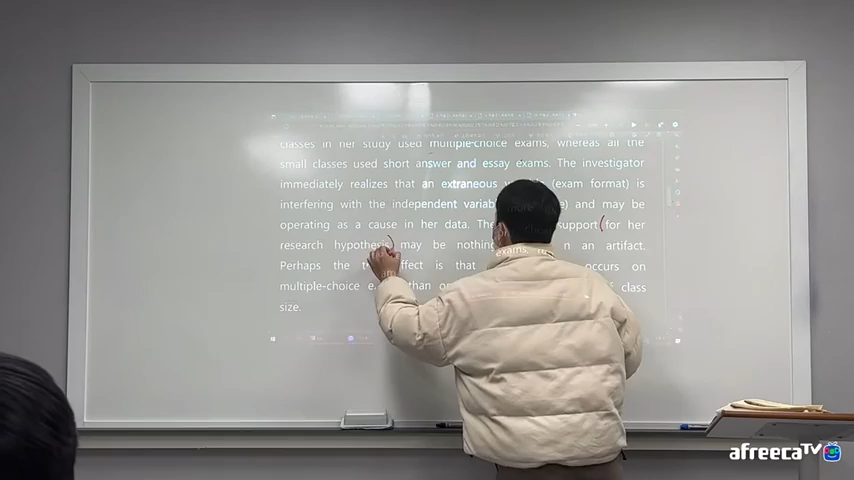 classes in her study used multiple-choice exams, whereas all the
small classes used short answer and essay exams. The investigator
immediately realizes that an extraneous (exam format) is
interfering with the independent and may be
operating as a cause in her data. support (for her
research hypothesis) may be an artifact.
Perhaps the is that occurs on
multiple-choice than class
size.
exams,
afreecaTV